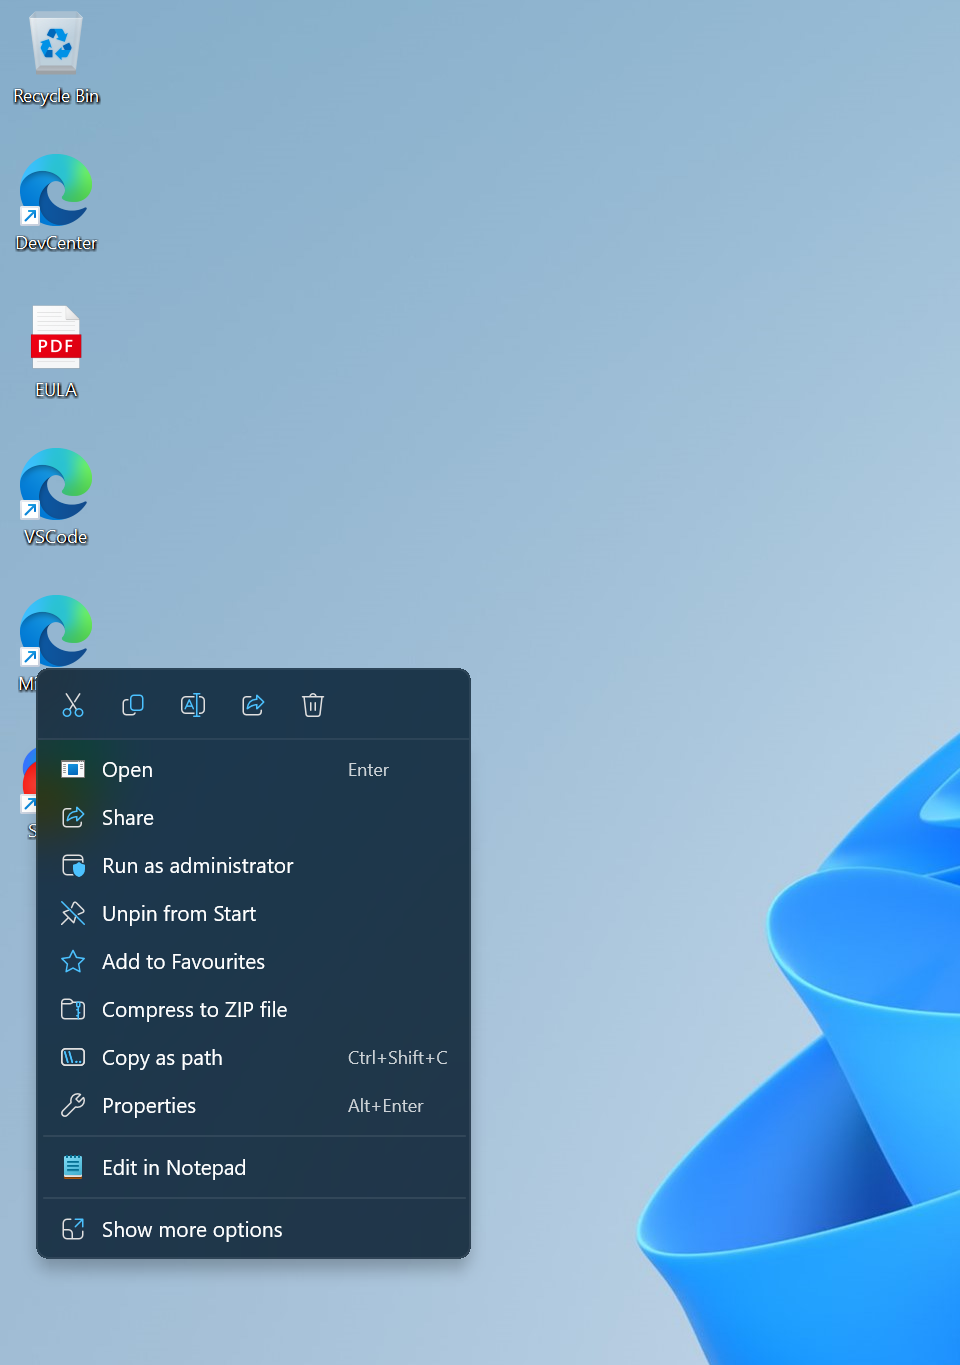 Recycle Bin
DevCenter
PDF
EULA
VSCode
Open Enter
Share
Run as administrator
Unpin from Start
Add to Favourites
Compress to ZIP file
Copy as path Ctrl+Shift+C
Properties Alt+Enter
Edit in Notepad
Show more options